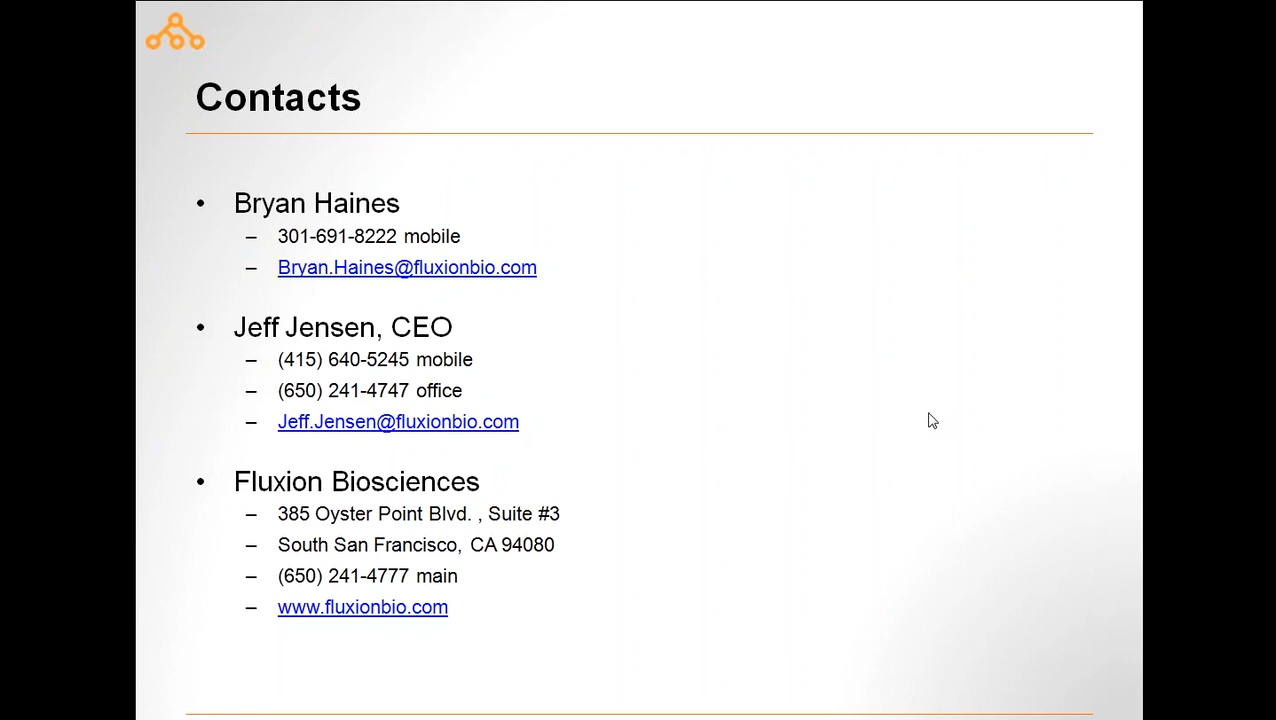 Contacts
• Bryan Haines
– 301-691-8222 mobile
– Bryan.Haines@fluxionbio.com
• Jeff Jensen, CEO
– (415) 640-5245 mobile
– (650) 241-4747 office
– Jeff.Jensen@fluxionbio.com
• Fluxion Biosciences
– 385 Oyster Point Blvd. , Suite #3
– South San Francisco, CA 94080
– (650) 241-4777 main
– www.fluxionbio.com